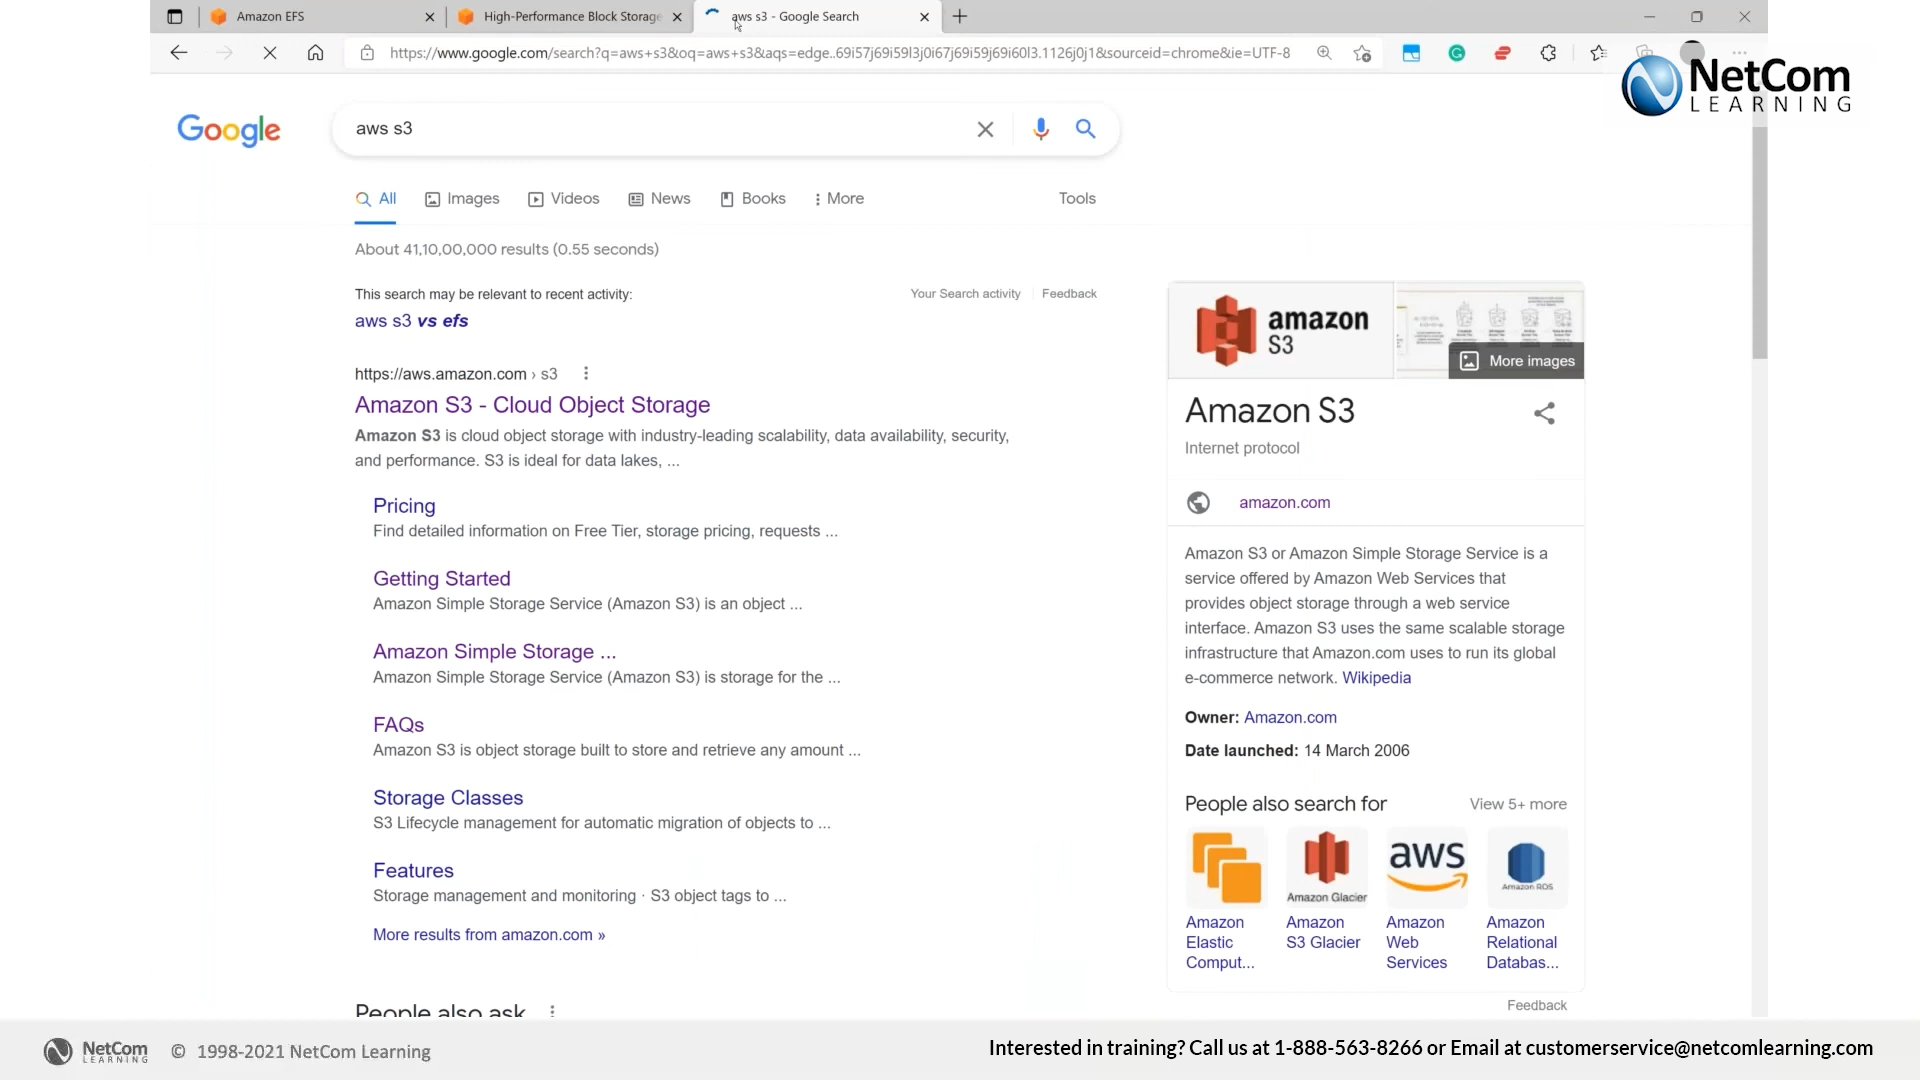 Amazon EFS
High-Performance Block Storage
aws s3 - Google Search
https://www.google.com/search?q=aws+s3&oq=aws+s3&aqs=edge..69i57j69i59l3j0i67j69i59j69i60l3.1126j0j1&sourceid=chrome&ie=UTF-8
NetCom
LEARNING
Google
aws s3
All
Images
Videos
News
Books
More
Tools
About 41,10,00,000 results (0.55 seconds)
This search may be relevant to recent activity:
Your Search activity
Feedback
aws s3 vs efs
https://aws.amazon.com › s3
Amazon S3 - Cloud Object Storage
Amazon S3 is cloud object storage with industry-leading scalability, data availability, security,
and performance. S3 is ideal for data lakes, ...
Pricing
Find detailed information on Free Tier, storage pricing, requests ...
Getting Started
Amazon Simple Storage Service (Amazon S3) is an object ...
Amazon Simple Storage ...
Amazon Simple Storage Service (Amazon S3) is storage for the ...
FAQs
Amazon S3 is object storage built to store and retrieve any amount ...
Storage Classes
S3 Lifecycle management for automatic migration of objects to ...
Features
Storage management and monitoring · S3 object tags to ...
More results from amazon.com »
People also ask
amazon
S3
More images
Amazon S3
Internet protocol
amazon.com
Amazon S3 or Amazon Simple Storage Service is a
service offered by Amazon Web Services that
provides object storage through a web service
interface. Amazon S3 uses the same scalable storage
infrastructure that Amazon.com uses to run its global
e-commerce network. Wikipedia
Owner: Amazon.com
Date launched: 14 March 2006
People also search for
View 5+ more
Amazon Glacier
aws
Amazon RDS
Amazon
Elastic
Comput...
Amazon
S3 Glacier
Amazon
Web
Services
Amazon
Relational
Databas...
Feedback
NetCom
LEARNING
© 1998-2021 NetCom Learning
Interested in training? Call us at 1-888-563-8266 or Email at customerservice@netcomlearning.com